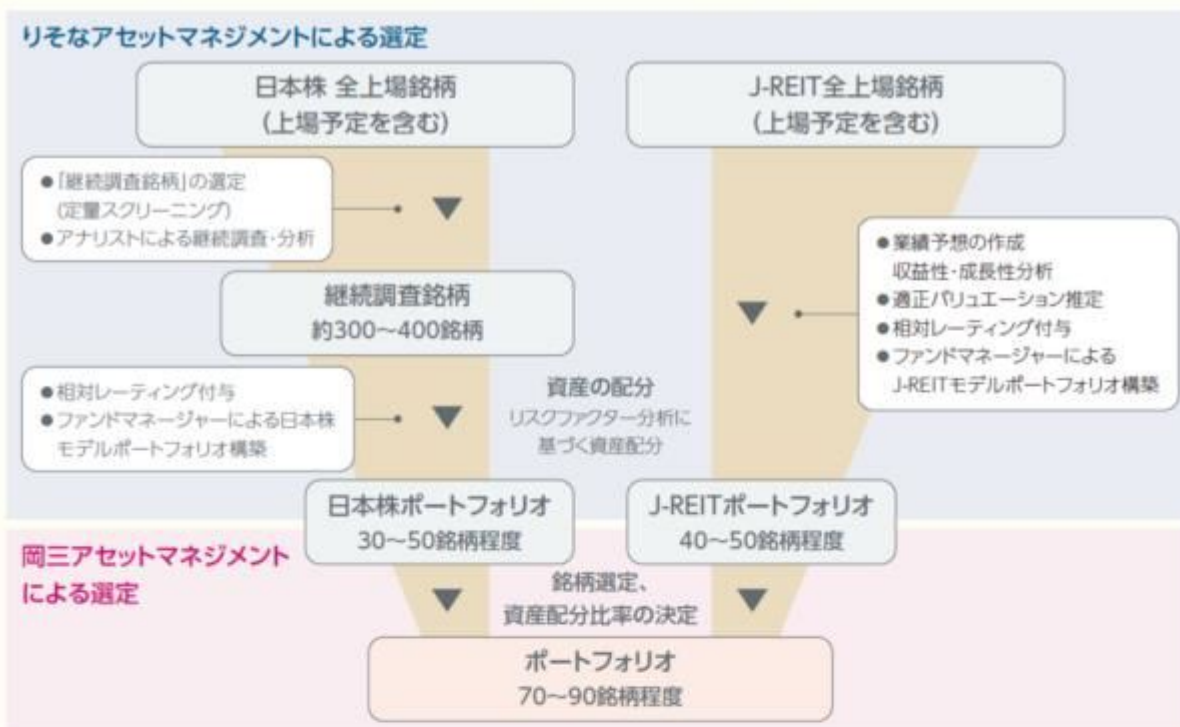 りそなアセットマネジメントによる選定
日本株 全上場銘柄
(上場予定を含む)
J-REIT全上場銘柄
(上場予定を含む)
●「継続調査銘柄」の選定
(定量スクリーニング)
●アナリストによる継続調査・分析
●業績予想の作成
収益性・成長性分析
●適正バリュエーション推定
●相対レーティング付与
●ファンドマネージャーによる
J-REITモデルポートフォリオ構築
継続調査銘柄
約300～400銘柄
●相対レーティング付与
●ファンドマネージャーによる日本株
モデルポートフォリオ構築
資産の配分
リスクファクター分析に
基づく資産配分
日本株ポートフォリオ
30～50銘柄程度
J-REITポートフォリオ
40～50銘柄程度
岡三アセットマネジメント
による選定
銘柄選定、
資産配分比率の決定
ポートフォリオ
70～90銘柄程度